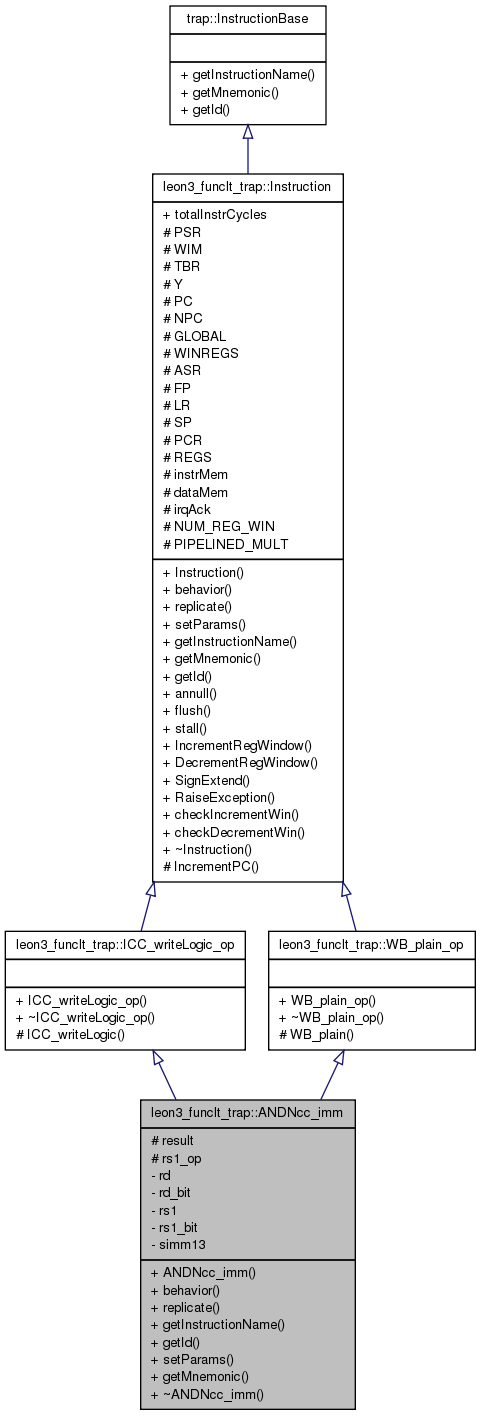 trap::InstructionBase
+ getInstructionName()
+ getMnemonic()
+ getId()
leon3_funclt_trap::Instruction
+ totalInstrCycles
# PSR
# WIM
# TBR
# Y
# PC
# NPC
# GLOBAL
# WINREGS
# ASR
# FP
# LR
# SP
# PCR
# REGS
# instrMem
# dataMem
# irqAck
# NUM_REG_WIN
# PIPELINED_MULT
+ Instruction()
+ behavior()
+ replicate()
+ setParams()
+ getInstructionName()
+ getMnemonic()
+ getId()
+ annull()
+ flush()
+ stall()
+ IncrementRegWindow()
+ DecrementRegWindow()
+ SignExtend()
+ RaiseException()
+ checkIncrementWin()
+ checkDecrementWin()
+ ~Instruction()
# IncrementPC()
leon3_funclt_trap::ICC_writeLogic_op
+ ICC_writeLogic_op()
+ ~ICC_writeLogic_op()
# ICC_writeLogic()
leon3_funclt_trap::WB_plain_op
+ WB_plain_op()
+ ~WB_plain_op()
# WB_plain()
leon3_funclt_trap::ANDNcc_imm
# result
# rs1_op
- rd
- rd_bit
- rs1
- rs1_bit
- simm13
+ ANDNcc_imm()
+ behavior()
+ replicate()
+ getInstructionName()
+ getId()
+ setParams()
+ getMnemonic()
+ ~ANDNcc_imm()